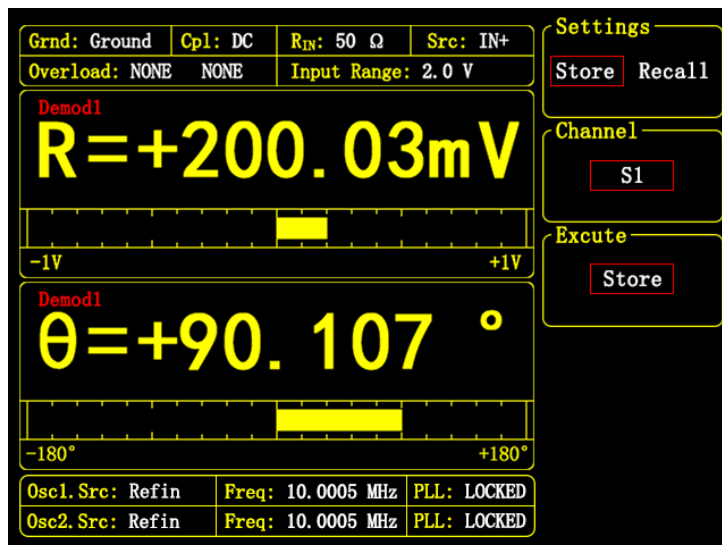 Grnd: Ground Cpl: DC RIN: 50 Ω Src: IN+
Overload: NONE NONE Input Range: 2.0 V
Demod1
R=+200.03mV
-1V +1V
Demod1
θ=+90.107 °
-180° +180°
Osc1.Src: Refin Freq: 10.0005 MHz PLL: LOCKED
Osc2.Src: Refin Freq: 10.0005 MHz PLL: LOCKED
Settings
Store Recall
Channel
S1
Excute
Store